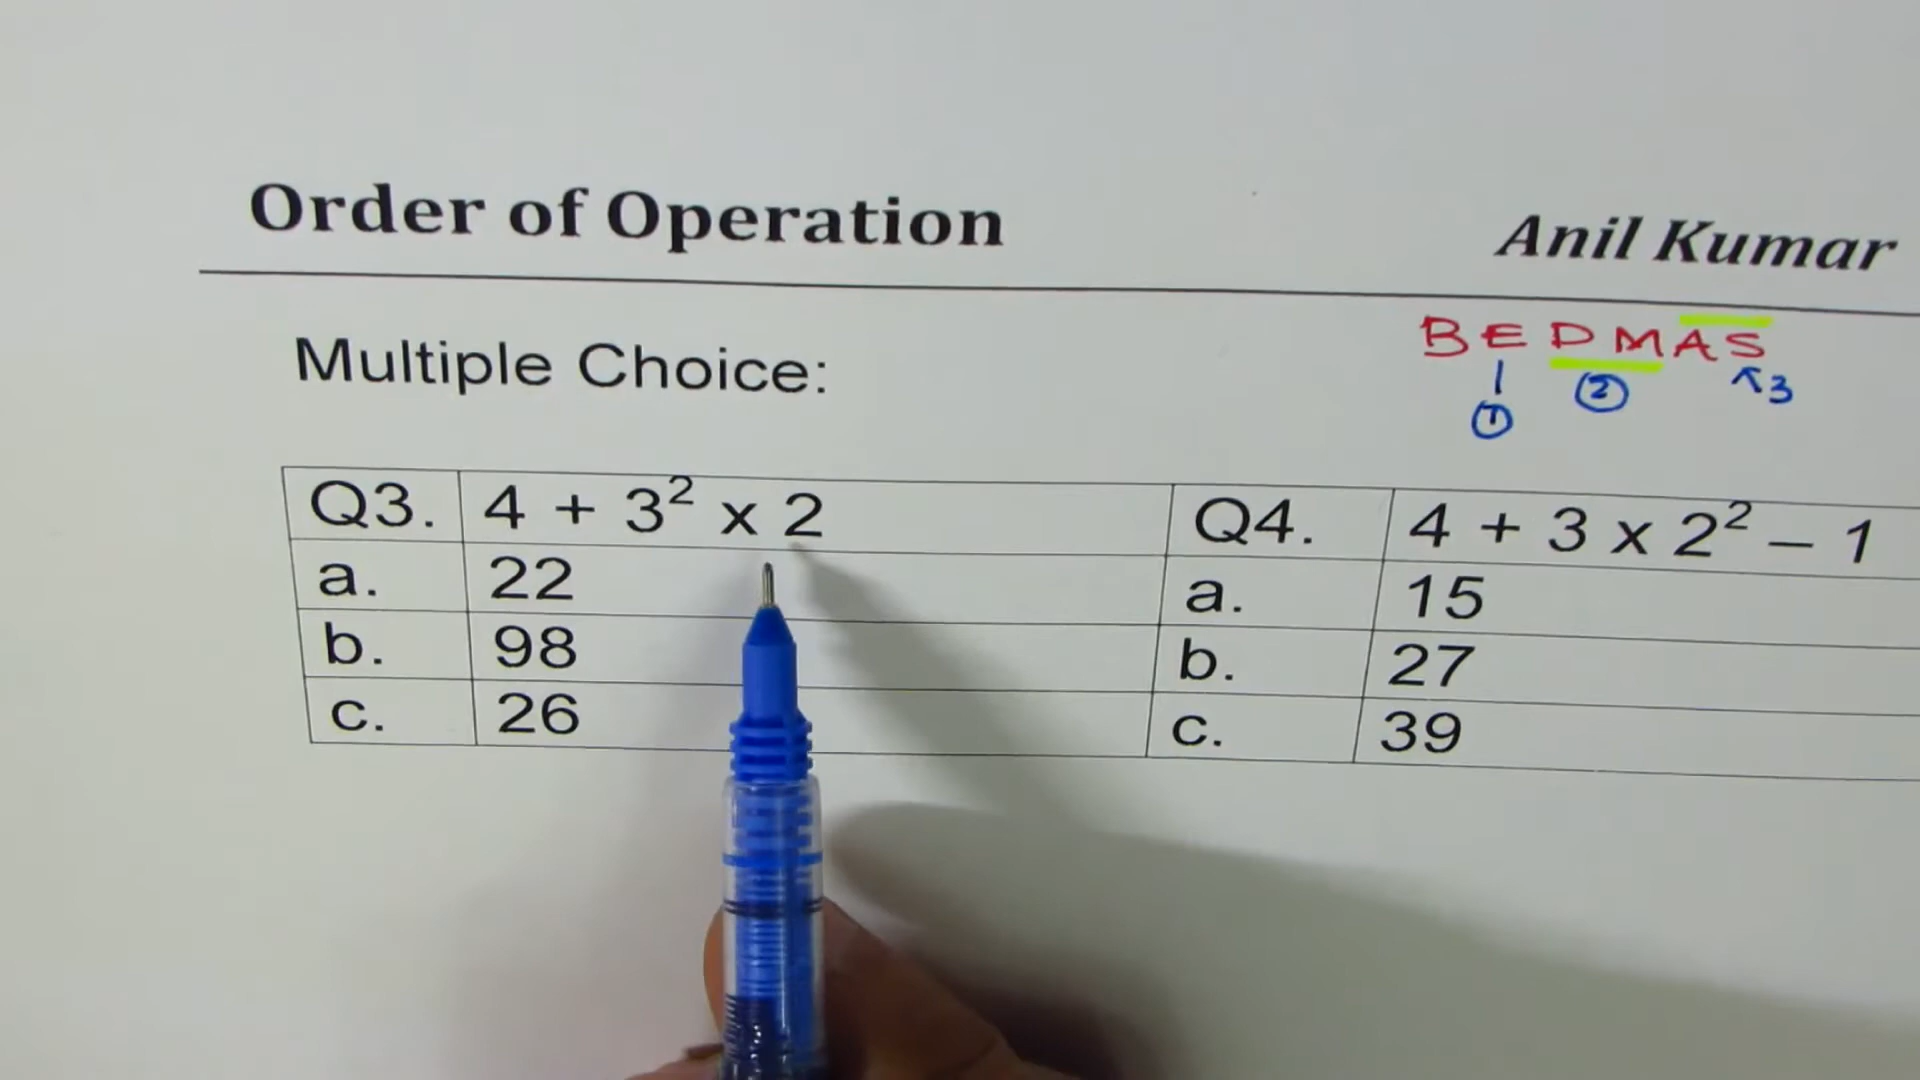 Order of Operation
Anil Kumar
Multiple Choice:
B E D M A S
1 2 3
Q3. 4 + 3² x 2 Q4. 4 + 3 x 2² – 1
a. 22 a. 15
b. 98 b. 27
c. 26 c. 39